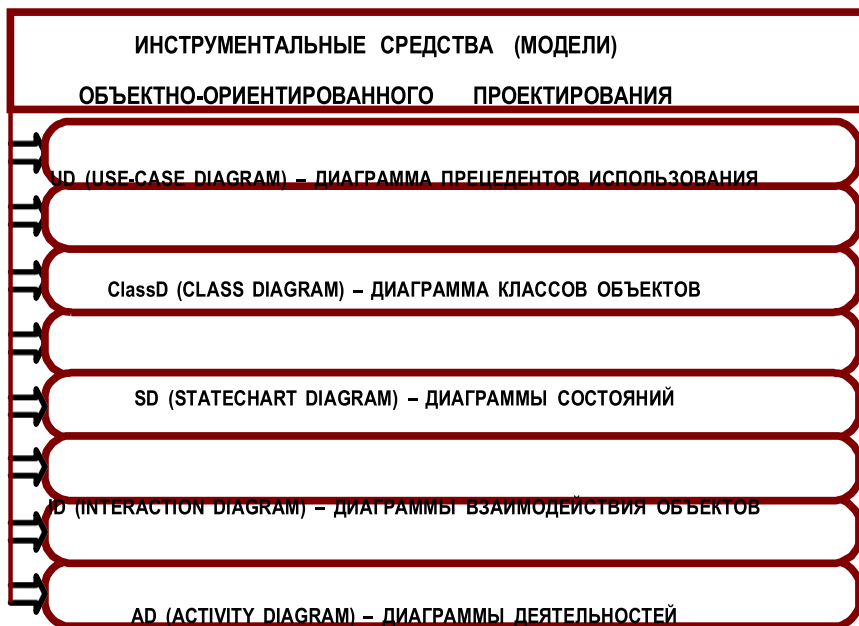 ИНСТРУМЕНТАЛЬНЫЕ СРЕДСТВА (МОДЕЛИ)
ОБЪЕКТНО-ОРИЕНТИРОВАННОГО ПРОЕКТИРОВАНИЯ
UD (USE-CASE DIAGRAM) – ДИАГРАММА ПРЕЦЕДЕНТОВ ИСПОЛЬЗОВАНИЯ
ClassD (CLASS DIAGRAM) – ДИАГРАММА КЛАССОВ ОБЪЕКТОВ
SD (STATECHART DIAGRAM) – ДИАГРАММЫ СОСТОЯНИЙ
ID (INTERACTION DIAGRAM) – ДИАГРАММЫ ВЗАИМОДЕЙСТВИЯ ОБЪЕКТОВ
AD (ACTIVITY DIAGRAM) – ДИАГРАММЫ ДЕЯТЕЛЬНОСТЕЙ